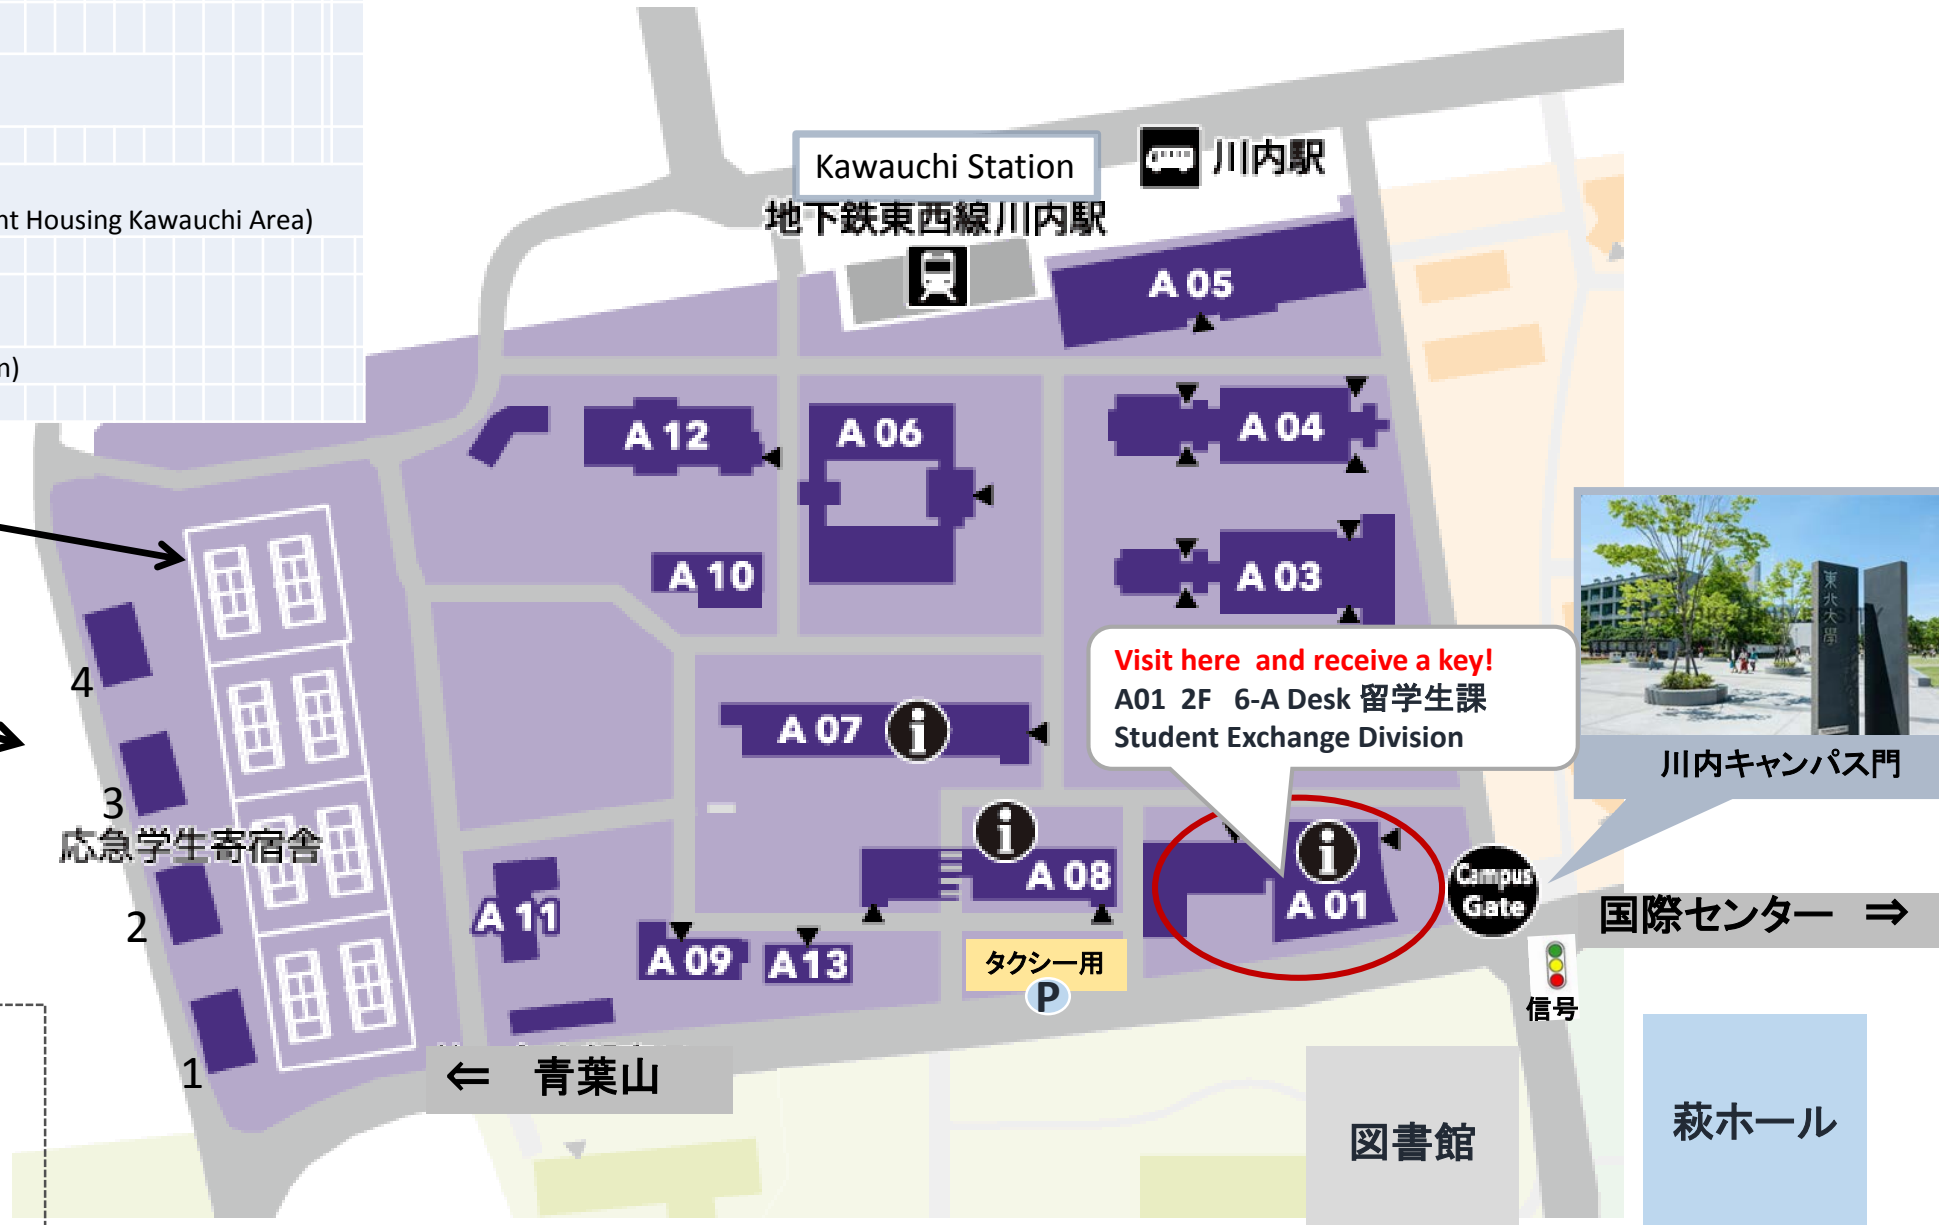 nt Housing Kawauchi Area)
n)
Kawauchi Station
地下鉄東西線川内駅
川内駅
A 05
A 12
A 06
A 04
A 10
A 03
Visit here and receive a key!
A01 2F 6-A Desk 留学生課
Student Exchange Division
東北大學
川内キャンパス門
4
3
応急学生寄宿舎
2
1
A 07
i
i
A 08
i
A 01
Campus
Gate
国際センター ⇒
A 11
A 09
A 13
タクシー用
P
信号
⇐ 青葉山
図書館
萩ホール